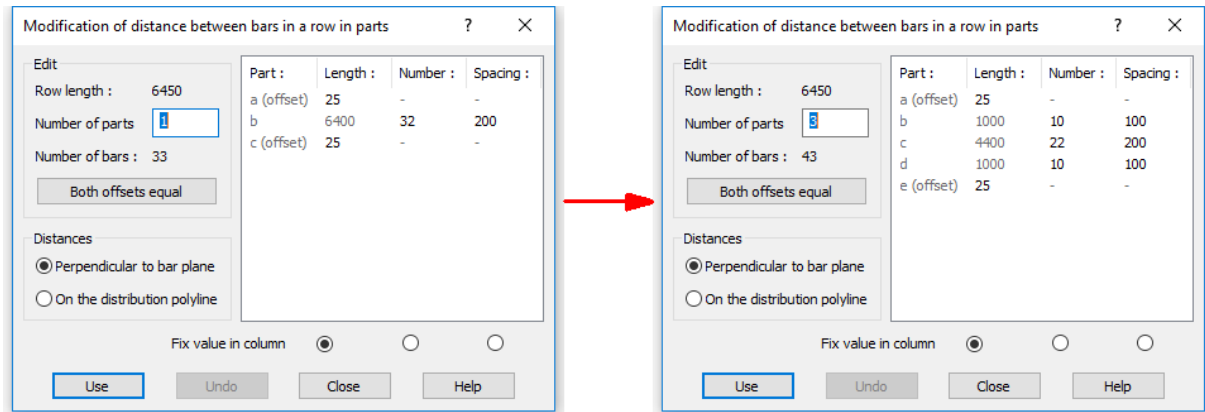 Modification of distance between bars in a row in parts ?
Edit
Row length : 6450
Number of parts 1
Number of bars : 33
Both offsets equal
Distances
Perpendicular to bar plane
On the distribution polyline
Part : Length : Number : Spacing :
a (offset) 25 - -
b 6400 32 200
c (offset) 25 - -
Fix value in column
Use Undo Close Help
Modification of distance between bars in a row in parts ?
Edit
Row length : 6450
Number of parts 3
Number of bars : 43
Both offsets equal
Distances
Perpendicular to bar plane
On the distribution polyline
Part : Length : Number : Spacing :
a (offset) 25 - -
b 1000 10 100
c 4400 22 200
d 1000 10 100
e (offset) 25 - -
Fix value in column
Use Undo Close Help